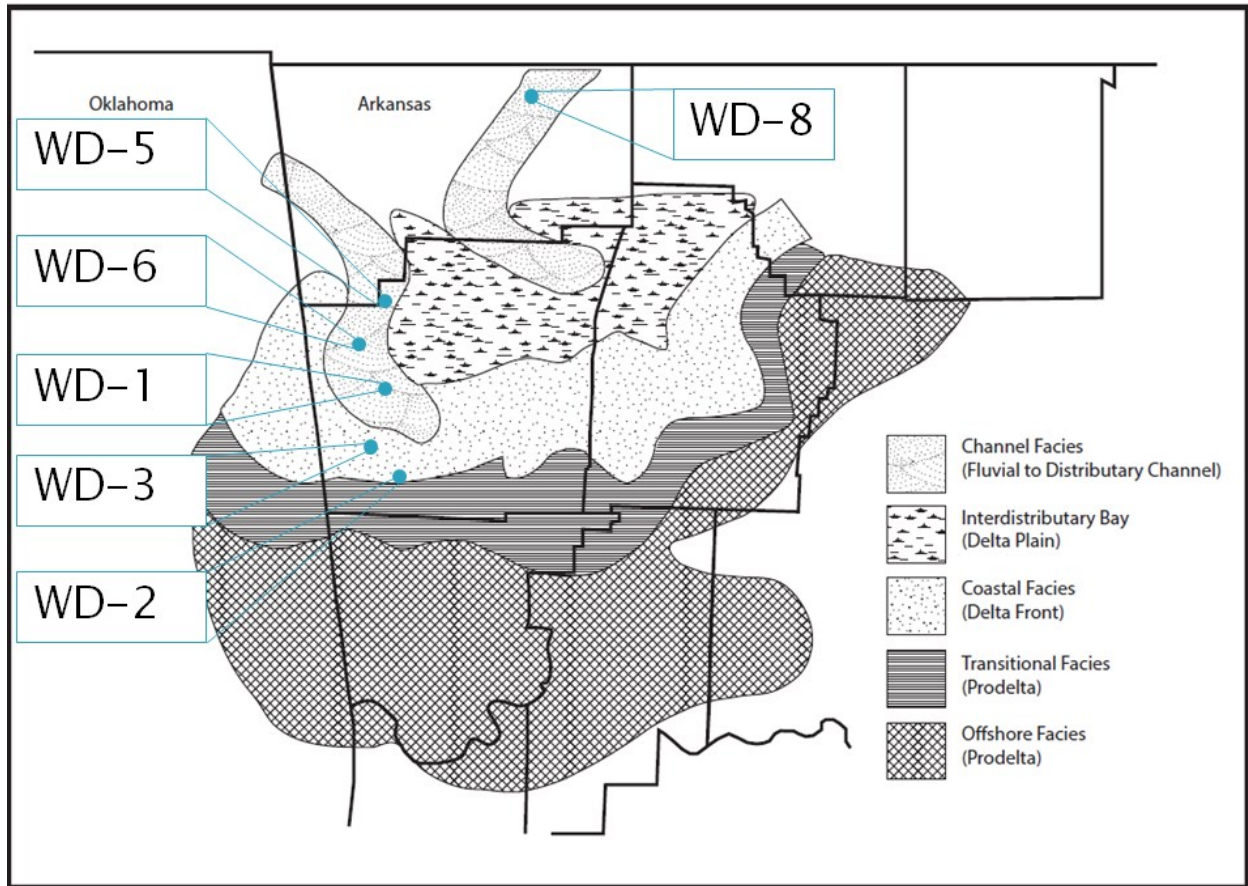 Oklahoma
Arkansas
WD-8
WD-5
WD-6
WD-1
WD-3
WD-2
Channel Facies
(Fluvial to Distributary Channel)
Interdistributary Bay
(Delta Plain)
Coastal Facies
(Delta Front)
Transitional Facies
(Prodelta)
Offshore Facies
(Prodelta)